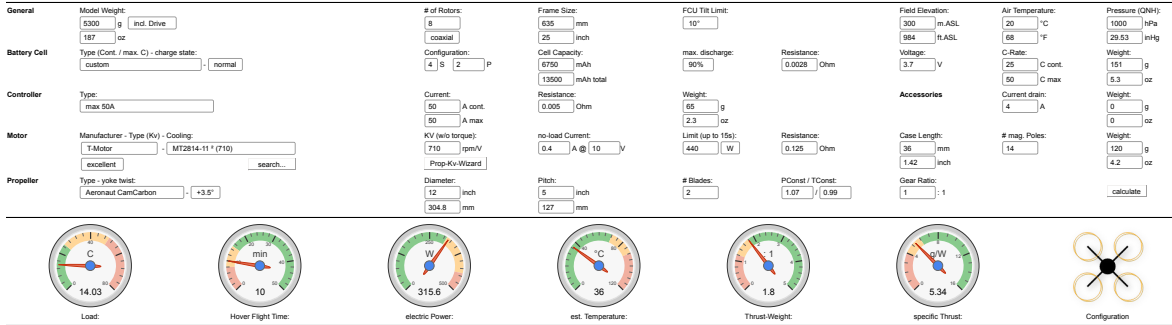 General Model Weight: # of Rotors: Frame Size: FCU Tilt Limit: Field Elevation: Air Temperature: Pressure (QNH):
5300 g incl. Drive 8 635 mm 10° 300 m.ASL 20 °C 1000 hPa
187 oz coaxial 25 inch 984 ft.ASL 68 °F 29.53 inHg
Battery Cell Type (Cont. / max. C) - charge state: Configuration: Cell Capacity: max. discharge: Resistance: Voltage: C-Rate: Weight:
custom - normal 4 S 2 P 6750 mAh 90% 0.0028 Ohm 3.7 V 25 C cont. 151 g
13500 mAh total 50 C max 5.3 oz
Controller Type: Current: Resistance: Weight: Accessories Current drain: Weight:
max 50A 50 A cont. 0.005 Ohm 65 g 4 A 0 g
50 A max 2.3 oz 0 oz
Motor Manufacturer - Type (Kv) - Cooling: KV (w/o torque): no-load Current: Limit (up to 15s): Resistance: Case Length: # mag. Poles: Weight:
T-Motor - MT2814-11 ª (710) 710 rpm/V 0.4 A @ 10 V 440 W 0.125 Ohm 36 mm 14 120 g
excellent search... Prop-Kv-Wizard 1.42 inch 4.2 oz
Propeller Type - yoke twist: Diameter: Pitch: # Blades: PConst / TConst: Gear Ratio:
Aeronaut CamCarbon - +3.5° 12 inch 5 inch 2 1.07 / 0.99 1 : 1 calculate
304.8 mm 127 mm
C min W °C : 1 g/W
14.03 10 315.6 36 1.8 5.34
Load: Hover Flight Time: electric Power: est. Temperature: Thrust-Weight: specific Thrust: Configuration